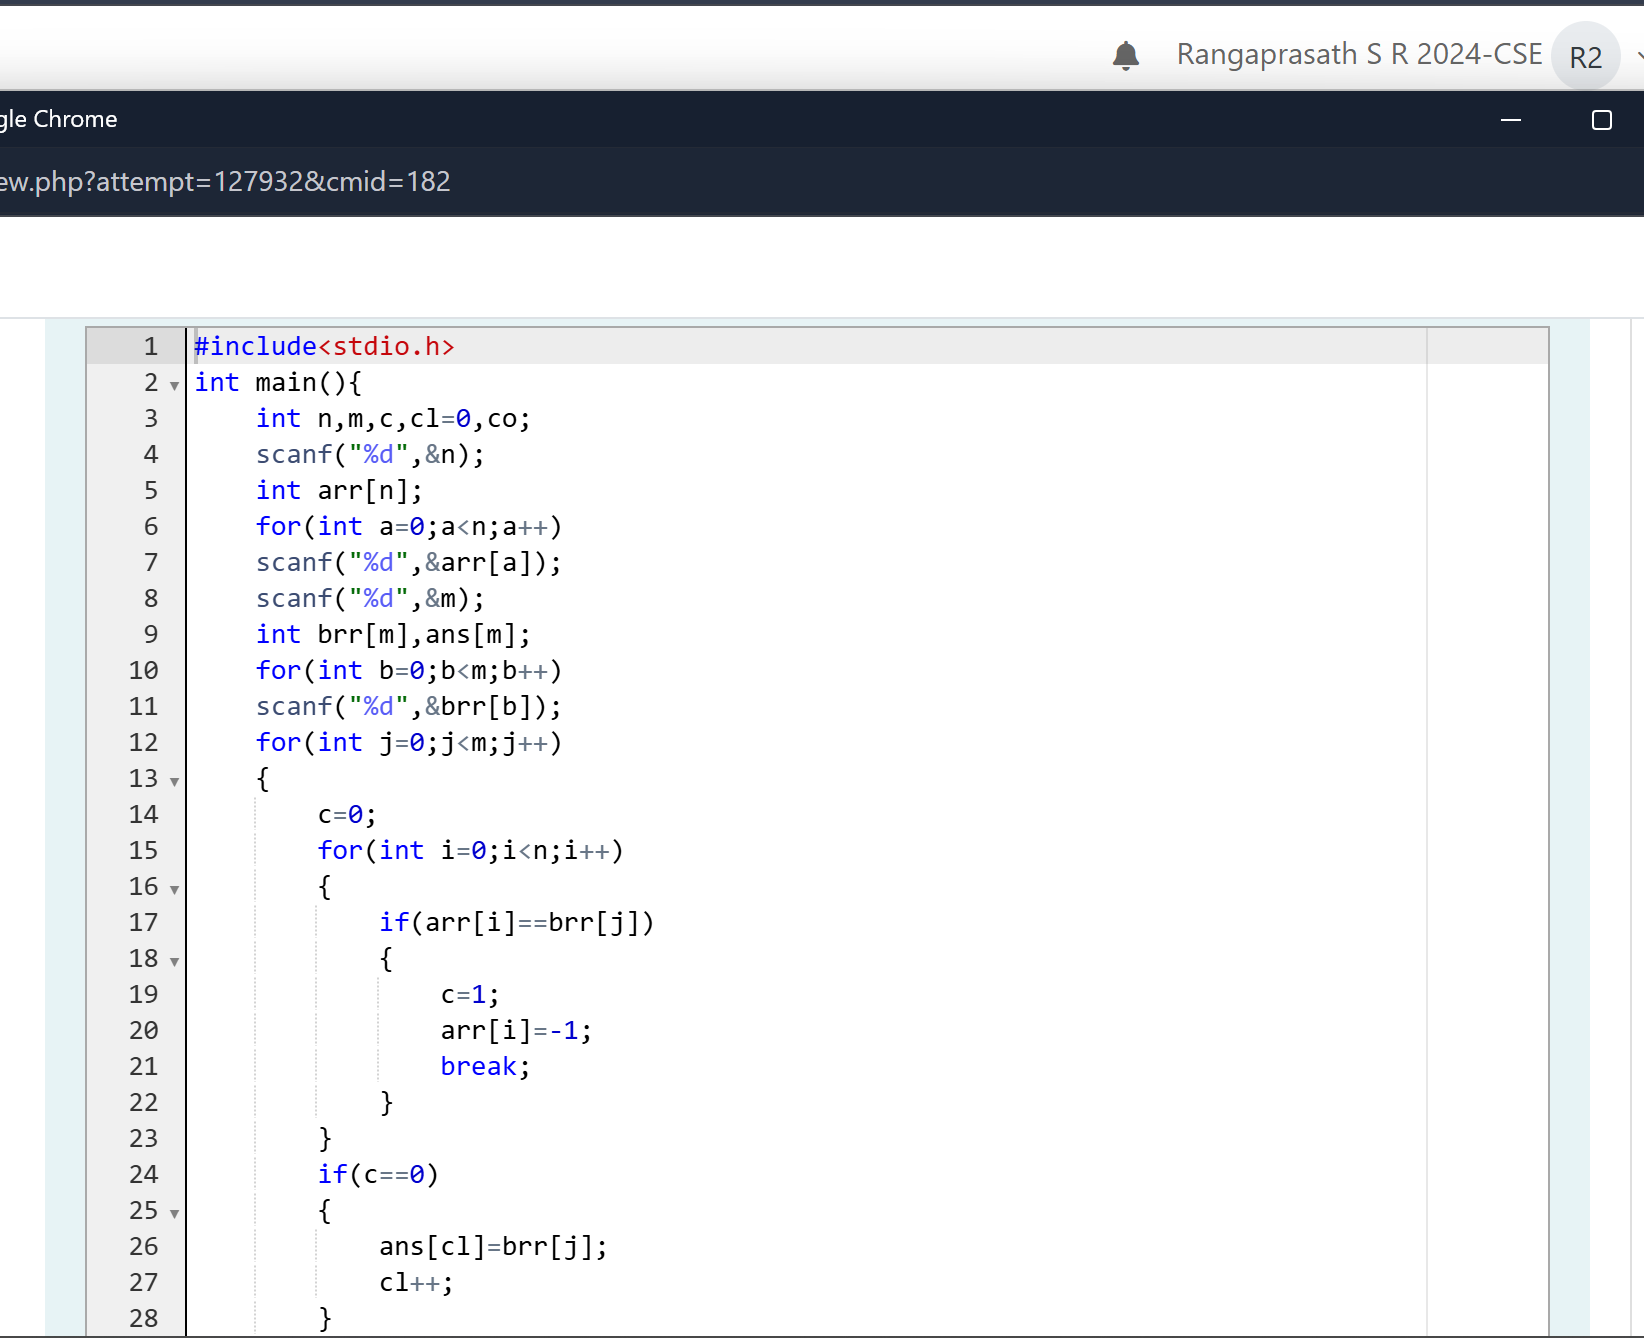 Rangaprasath S R 2024-CSE R2
gle Chrome
ew.php?attempt=127932&cmid=182
1 #include<stdio.h>
2 int main(){
3     int n,m,c,cl=0,co;
4     scanf("%d",&n);
5     int arr[n];
6     for(int a=0;a<n;a++)
7     scanf("%d",&arr[a]);
8     scanf("%d",&m);
9     int brr[m],ans[m];
10     for(int b=0;b<m;b++)
11     scanf("%d",&brr[b]);
12     for(int j=0;j<m;j++)
13     {
14         c=0;
15         for(int i=0;i<n;i++)
16         {
17             if(arr[i]==brr[j])
18             {
19                 c=1;
20                 arr[i]=-1;
21                 break;
22             }
23         }
24         if(c==0)
25         {
26             ans[cl]=brr[j];
27             cl++;
28         }